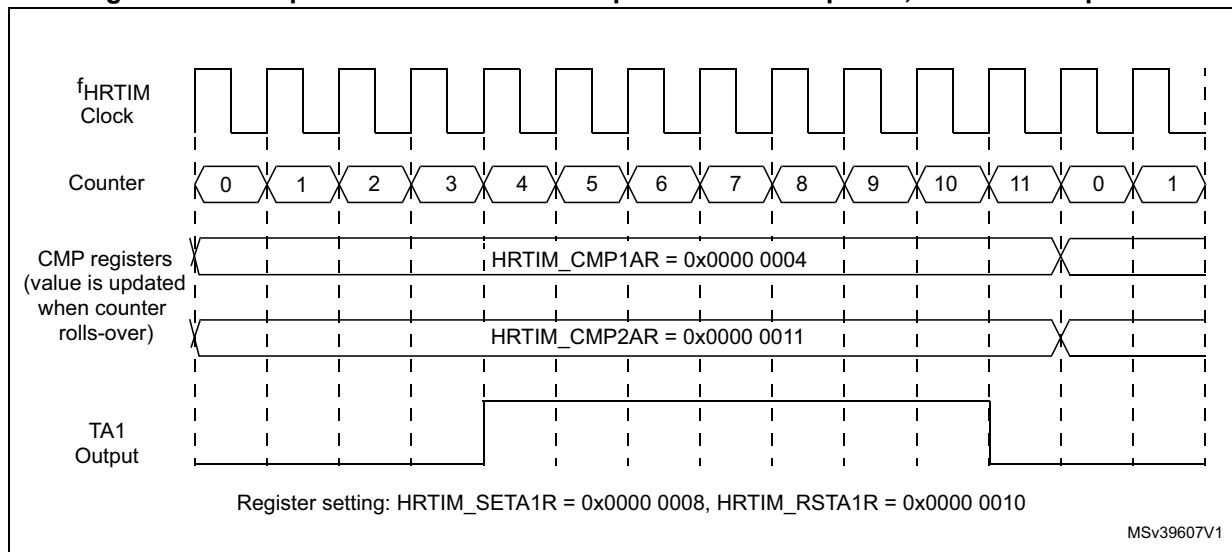 fHRTIM
Clock
Counter 0 1 2 3 4 5 6 7 8 9 10 11 0 1
CMP registers
(value is updated
when counter
rolls-over)
HRTIM_CMP1AR = 0x0000 0004
HRTIM_CMP2AR = 0x0000 0011
TA1
Output
Register setting: HRTIM_SETA1R = 0x0000 0008, HRTIM_RSTA1R = 0x0000 0010
MSv39607V1